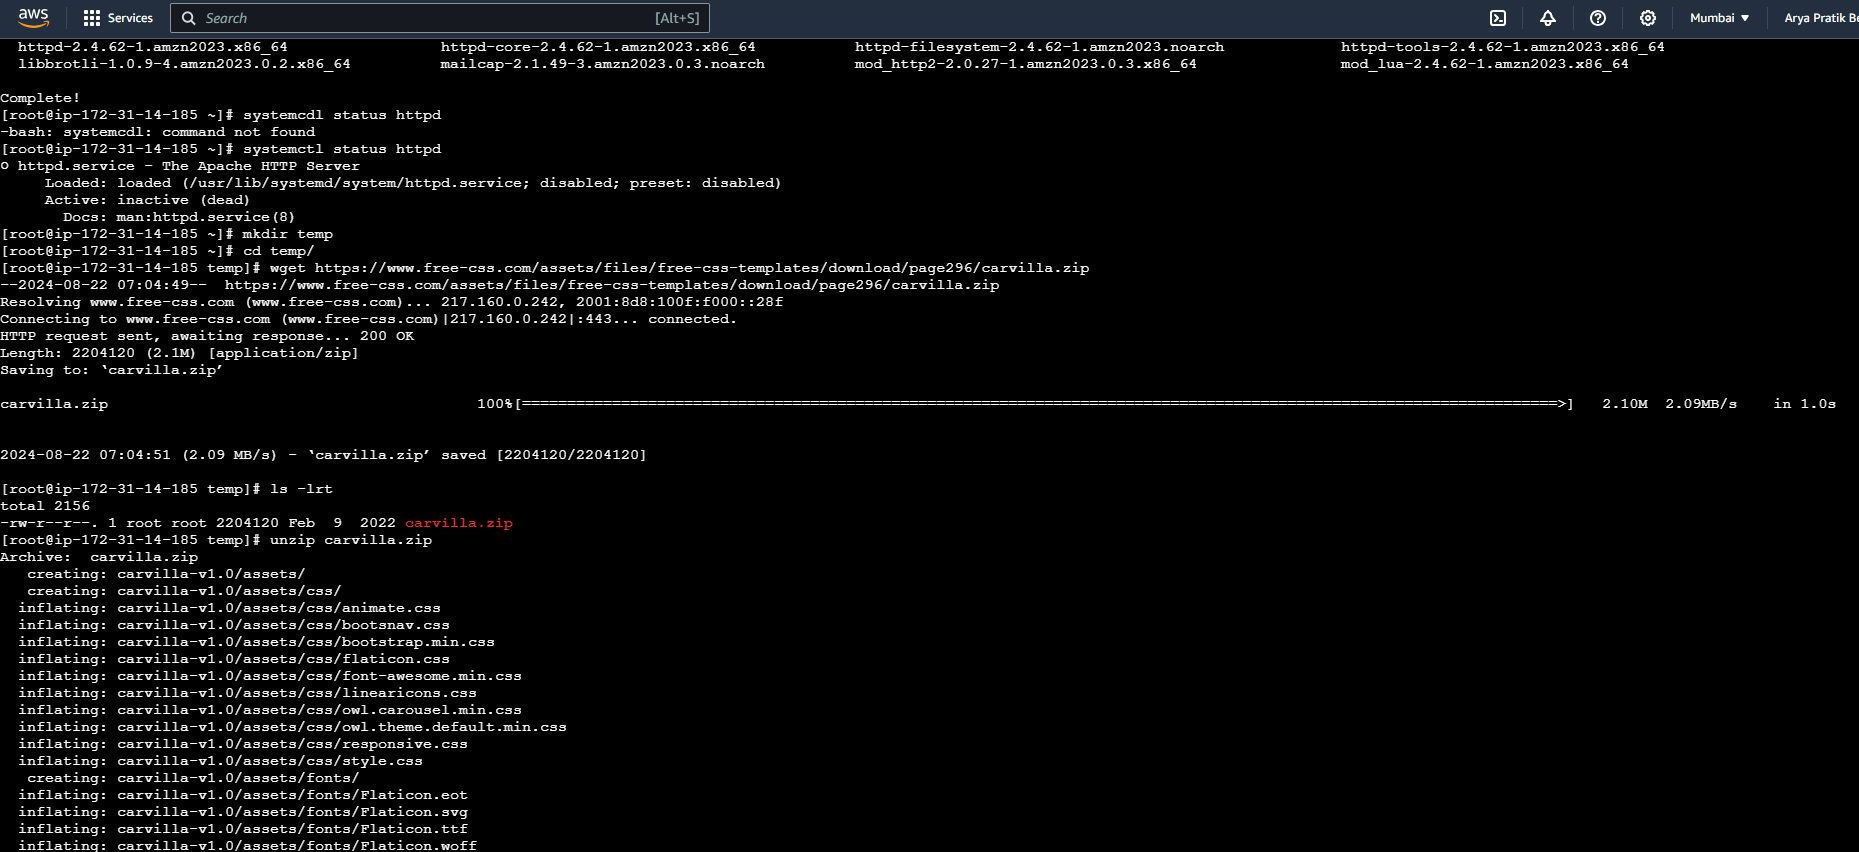 aws Services Search [Alt+S] Mumbai ▼ Arya Pratik Be
httpd-2.4.62-1.amzn2023.x86_64 httpd-core-2.4.62-1.amzn2023.x86_64 httpd-filesystem-2.4.62-1.amzn2023.noarch httpd-tools-2.4.62-1.amzn2023.x86_64
libbrotli-1.0.9-4.amzn2023.0.2.x86_64 mailcap-2.1.49-3.amzn2023.0.3.noarch mod_http2-2.0.27-1.amzn2023.0.3.x86_64 mod_lua-2.4.62-1.amzn2023.x86_64
Complete!
[root@ip-172-31-14-185 ~]# systemcdl status httpd
-bash: systemcdl: command not found
[root@ip-172-31-14-185 ~]# systemctl status httpd
○ httpd.service - The Apache HTTP Server
Loaded: loaded (/usr/lib/systemd/system/httpd.service; disabled; preset: disabled)
Active: inactive (dead)
Docs: man:httpd.service(8)
[root@ip-172-31-14-185 ~]# mkdir temp
[root@ip-172-31-14-185 ~]# cd temp/
[root@ip-172-31-14-185 temp]# wget https://www.free-css.com/assets/files/free-css-templates/download/page296/carvilla.zip
--2024-08-22 07:04:49-- https://www.free-css.com/assets/files/free-css-templates/download/page296/carvilla.zip
Resolving www.free-css.com (www.free-css.com)... 217.160.0.242, 2001:8d8:100f:f000::28f
Connecting to www.free-css.com (www.free-css.com)|217.160.0.242|:443... connected.
HTTP request sent, awaiting response... 200 OK
Length: 2204120 (2.1M) [application/zip]
Saving to: ‘carvilla.zip’
carvilla.zip 100%[===================================================================================================================>] 2.10M 2.09MB/s in 1.0s
2024-08-22 07:04:51 (2.09 MB/s) - ‘carvilla.zip’ saved [2204120/2204120]
[root@ip-172-31-14-185 temp]# ls -lrt
total 2156
-rw-r--r--. 1 root root 2204120 Feb 9 2022 carvilla.zip
[root@ip-172-31-14-185 temp]# unzip carvilla.zip
Archive: carvilla.zip
creating: carvilla-v1.0/assets/
creating: carvilla-v1.0/assets/css/
inflating: carvilla-v1.0/assets/css/animate.css
inflating: carvilla-v1.0/assets/css/bootsnav.css
inflating: carvilla-v1.0/assets/css/bootstrap.min.css
inflating: carvilla-v1.0/assets/css/flaticon.css
inflating: carvilla-v1.0/assets/css/font-awesome.min.css
inflating: carvilla-v1.0/assets/css/linearicons.css
inflating: carvilla-v1.0/assets/css/owl.carousel.min.css
inflating: carvilla-v1.0/assets/css/owl.theme.default.min.css
inflating: carvilla-v1.0/assets/css/responsive.css
inflating: carvilla-v1.0/assets/css/style.css
creating: carvilla-v1.0/assets/fonts/
inflating: carvilla-v1.0/assets/fonts/Flaticon.eot
inflating: carvilla-v1.0/assets/fonts/Flaticon.svg
inflating: carvilla-v1.0/assets/fonts/Flaticon.ttf
inflating: carvilla-v1.0/assets/fonts/Flaticon.woff